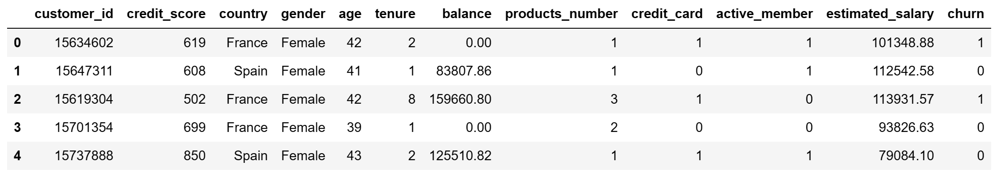 customer_id credit_score country gender age tenure balance products_number credit_card active_member estimated_salary churn
0 15634602 619 France Female 42 2 0.00 1 1 1 101348.88 1
1 15647311 608 Spain Female 41 1 83807.86 1 0 1 112542.58 0
2 15619304 502 France Female 42 8 159660.80 3 1 0 113931.57 1
3 15701354 699 France Female 39 1 0.00 2 0 0 93826.63 0
4 15737888 850 Spain Female 43 2 125510.82 1 1 1 79084.10 0